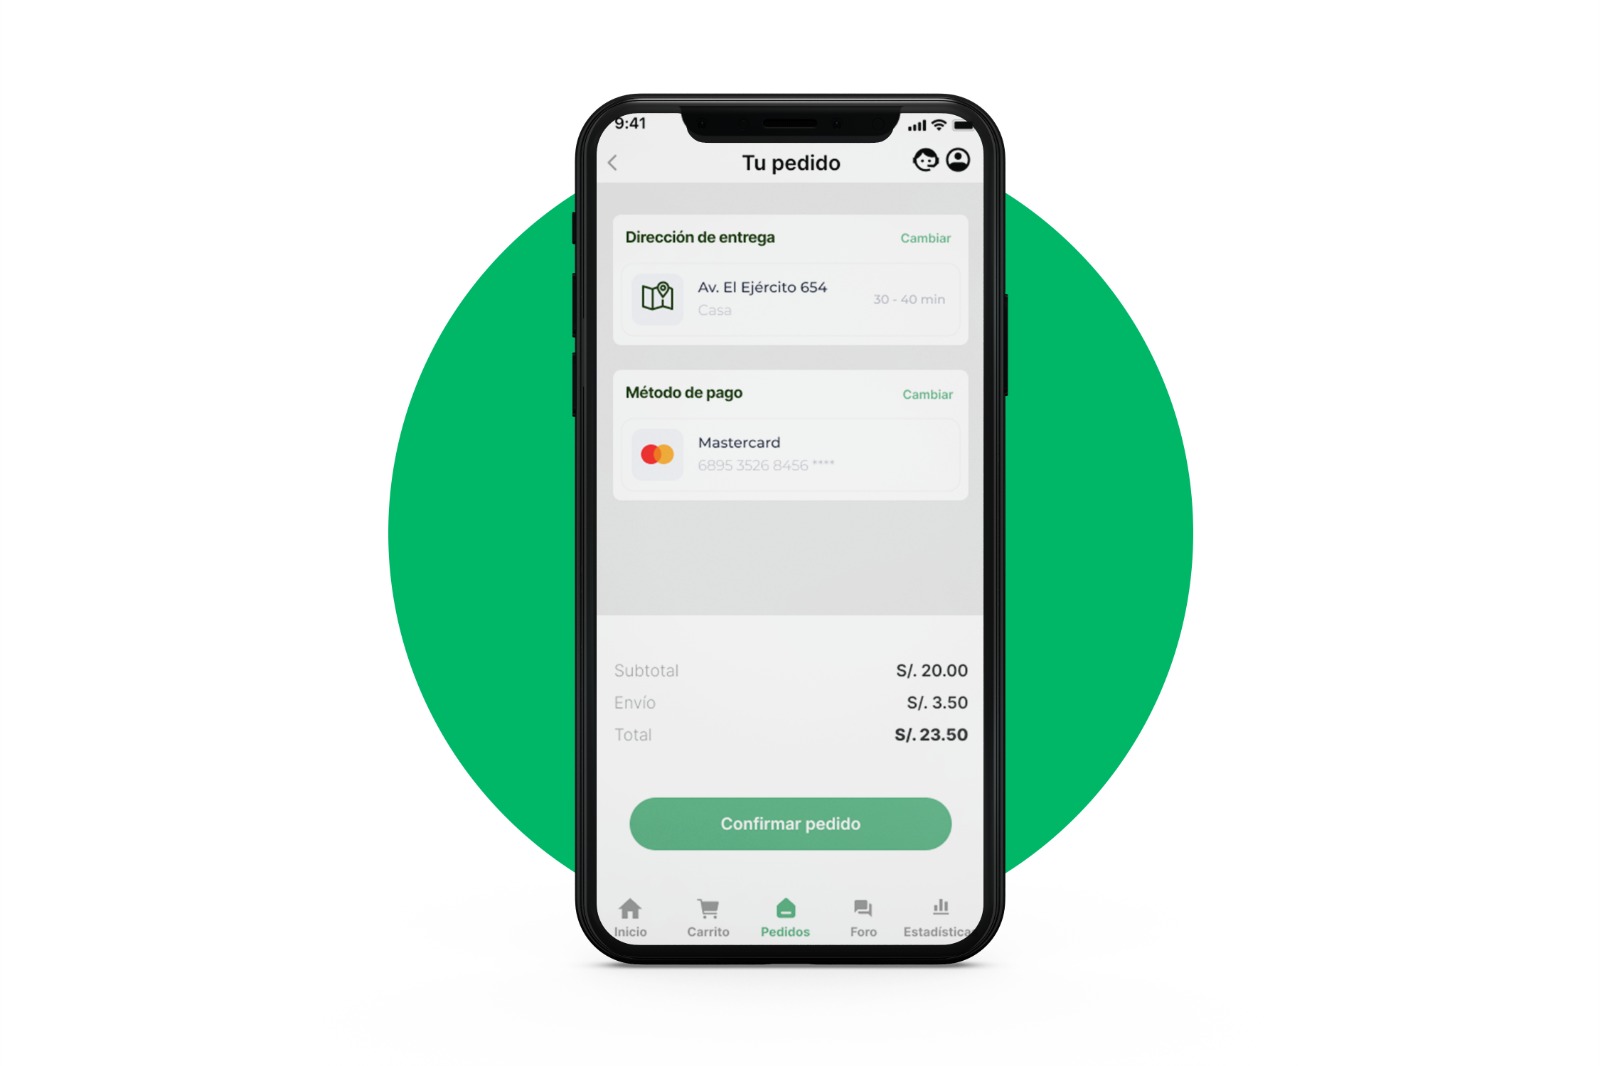 9:41
Tu pedido
Dirección de entrega
Cambiar
Av. El Ejército 654
Casa
30 - 40 min
Método de pago
Cambiar
Mastercard
6895 3526 8456 ****
Subtotal
S/. 20.00
Envío
S/. 3.50
Total
S/. 23.50
Confirmar pedido
Inicio
Carrito
Pedidos
Foro
Estadística